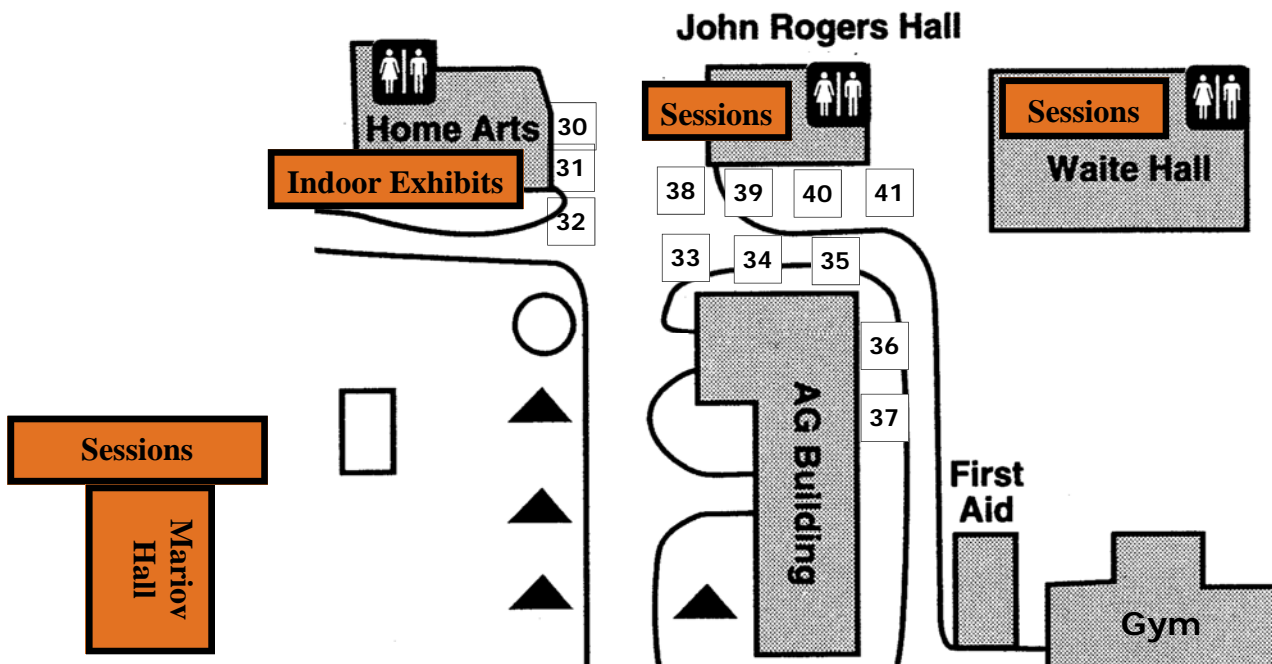 John Rogers Hall
Sessions
Sessions
Home Arts
30
Waite Hall
Indoor Exhibits
31
38
39
40
41
32
33
34
35
36
AG Building
37
Sessions
First
Aid
Mariov
Hall
Gym